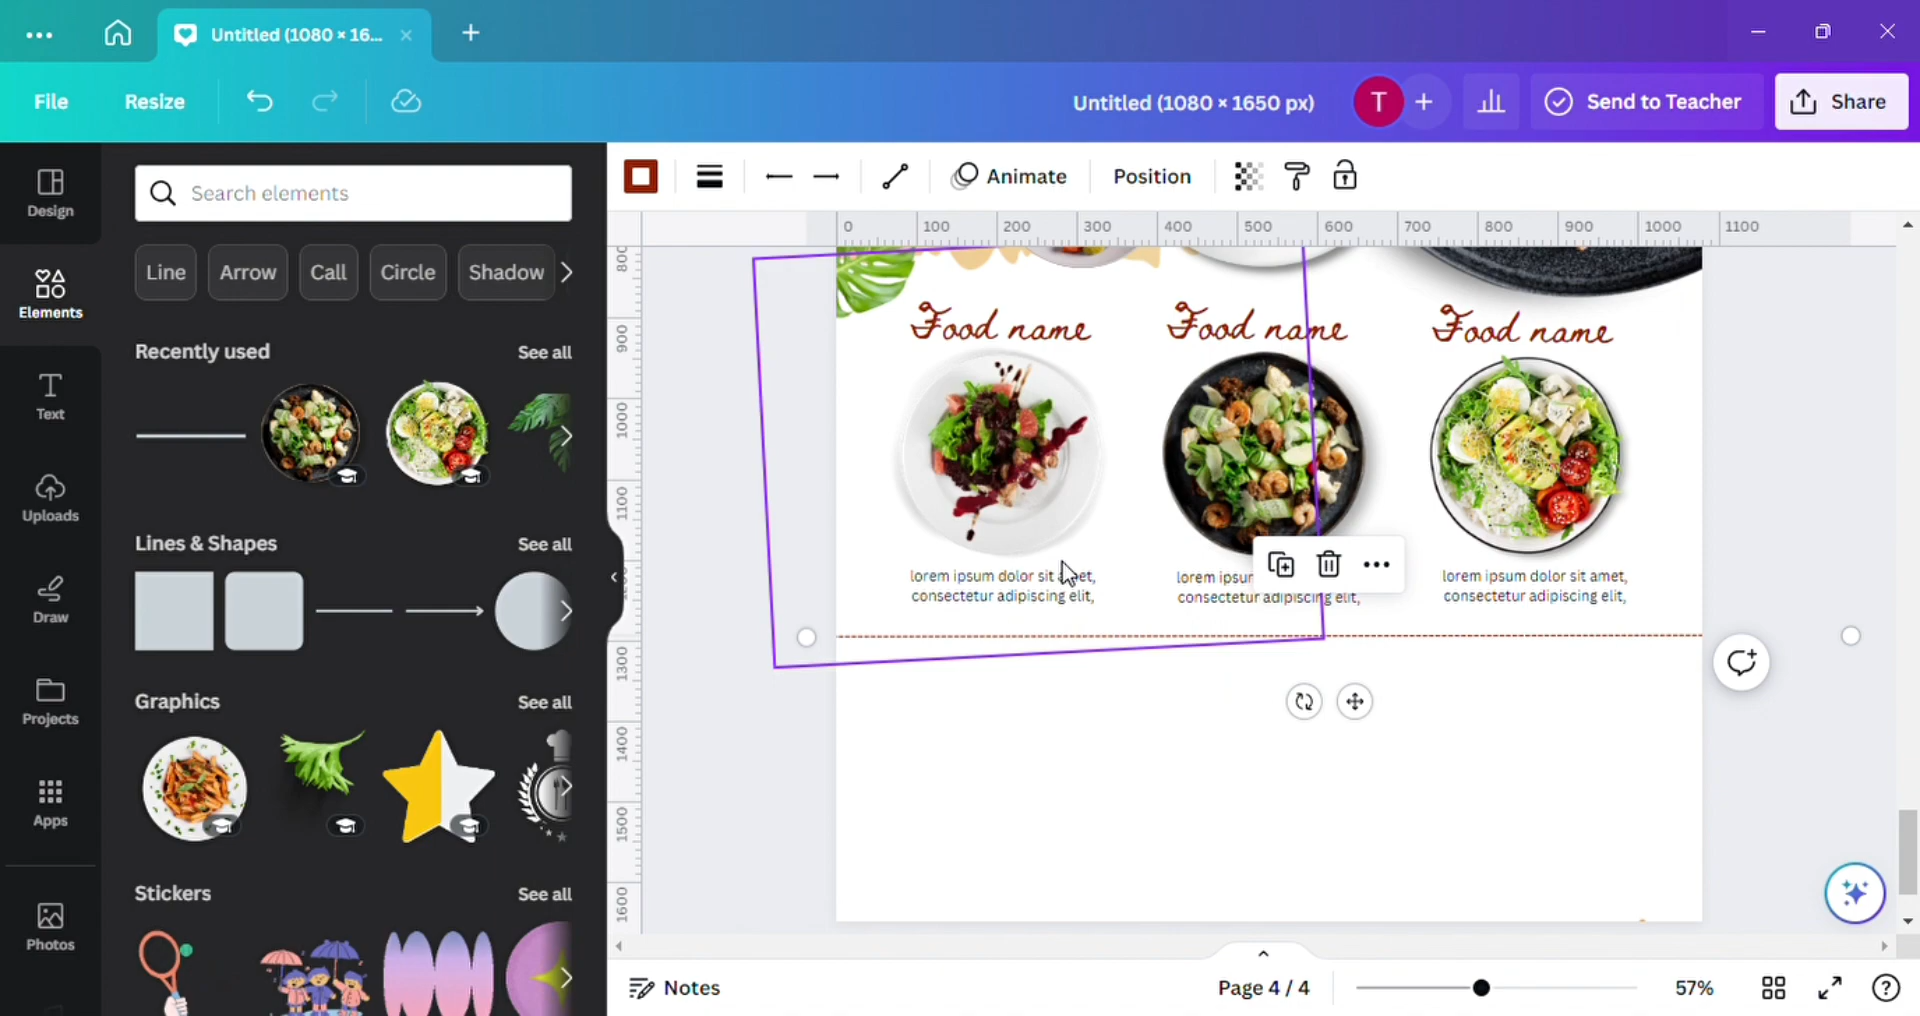 Untitled (1080 × 16...
File
Resize
Untitled (1080 × 1650 px)
T
Send to Teacher
Share
Design
Elements
Text
Uploads
Draw
Projects
Apps
Photos
Search elements
Line
Arrow
Call
Circle
Shadow
Recently used
See all
Lines & Shapes
See all
Graphics
See all
Stickers
See all
Animate
Position
0 100 200 300 400 500 600 700 800 900 1000 1100
800
900
1000
1100
1300
1400
1500
1600
Food name
Food name
Food name
lorem ipsum dolor sit amet,
consectetur adipiscing elit,
lorem ipsu
consectetur adipiscing elit,
lorem ipsum dolor sit amet,
consectetur adipiscing elit,
Notes
Page 4 / 4
57%